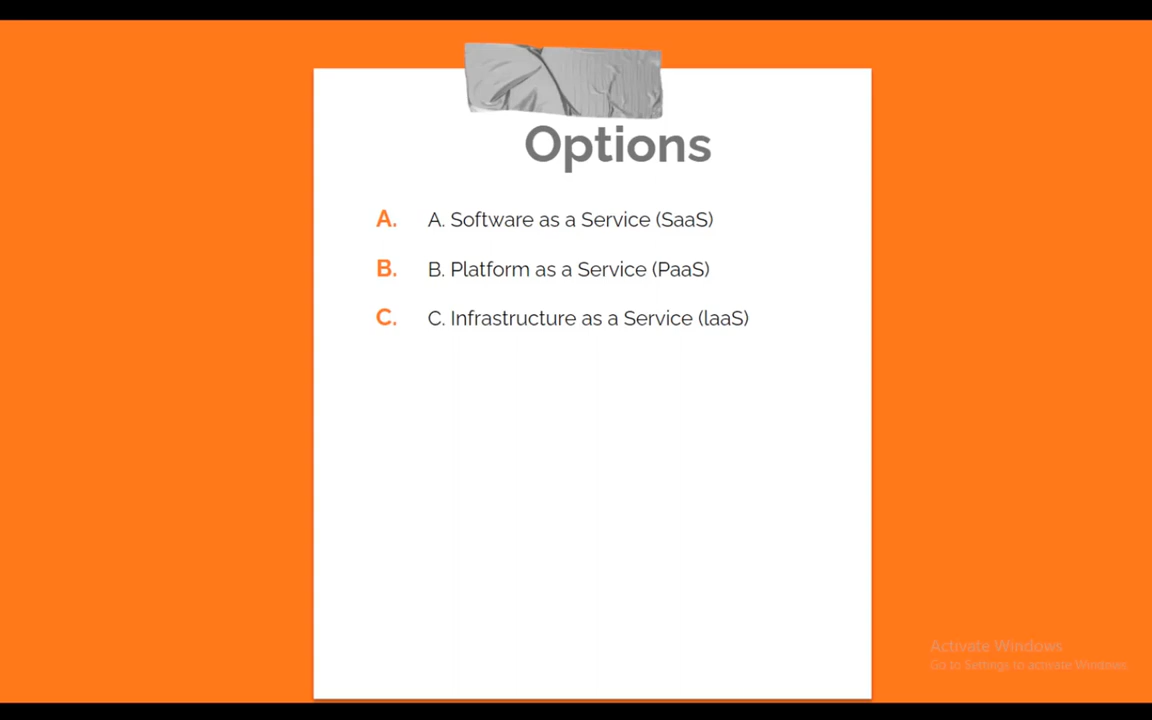 Options
A. A. Software as a Service (SaaS)
B. B. Platform as a Service (PaaS)
C. C. Infrastructure as a Service (laaS)
Activate Windows
Go to Settings to activate Windows.